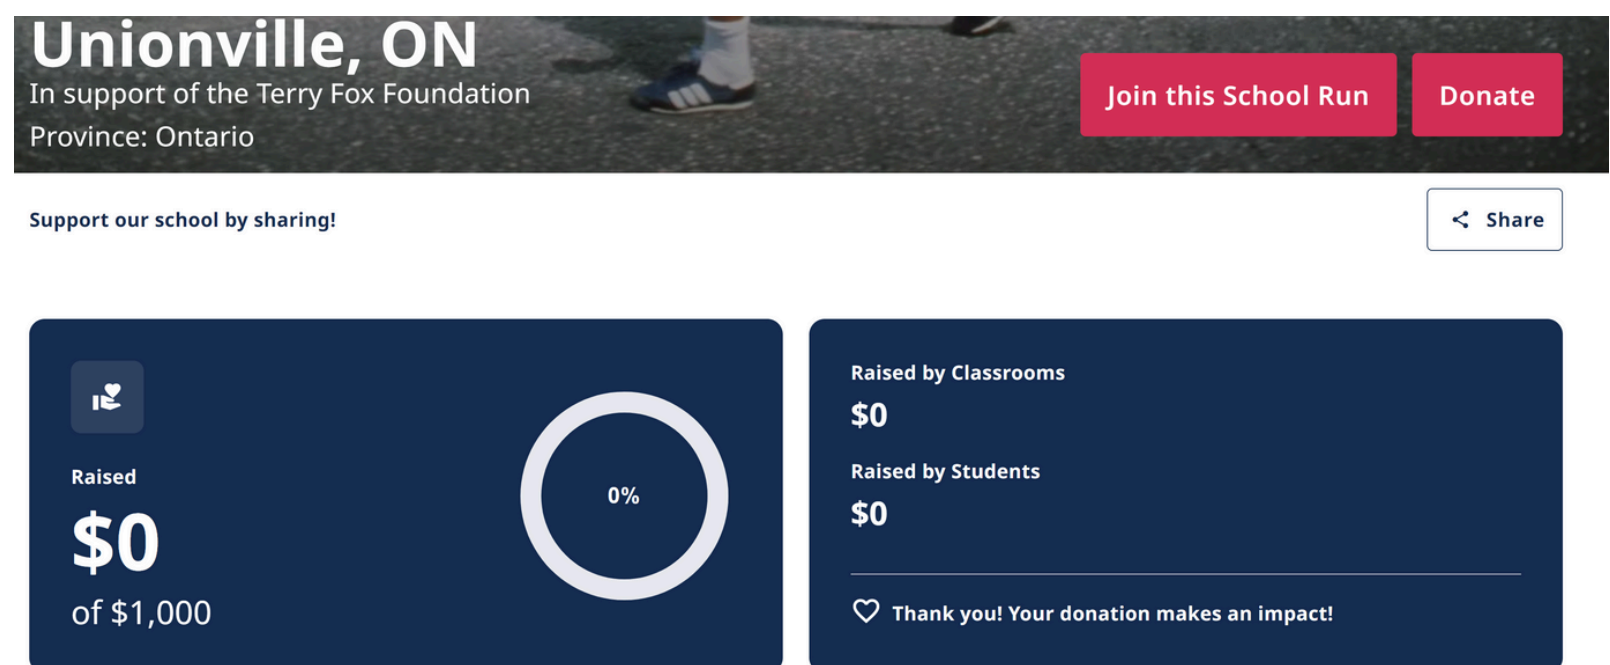 Unionville, ON
In support of the Terry Fox Foundation
Province: Ontario
Join this School Run
Donate
Support our school by sharing!
Share
Raised
$0
of $1,000
0%
Raised by Classrooms
$0
Raised by Students
$0
Thank you! Your donation makes an impact!